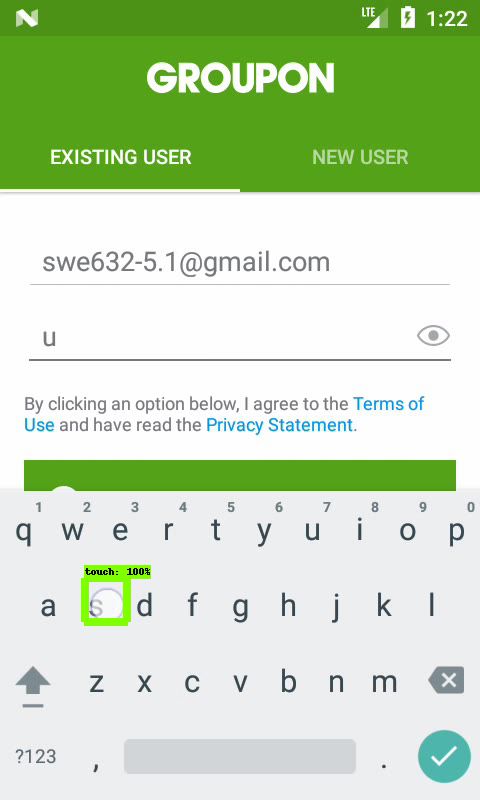 LTE 1:22
GROUPON
EXISTING USER NEW USER
swe632-5.1@gmail.com
u
By clicking an option below, I agree to the Terms of
Use and have read the Privacy Statement.
1 2 3 4 5 6 7 8 9 0
q w e r t y u i o p
touch: 100%
a s d f g h j k l
z x c v b n m
?123 , .